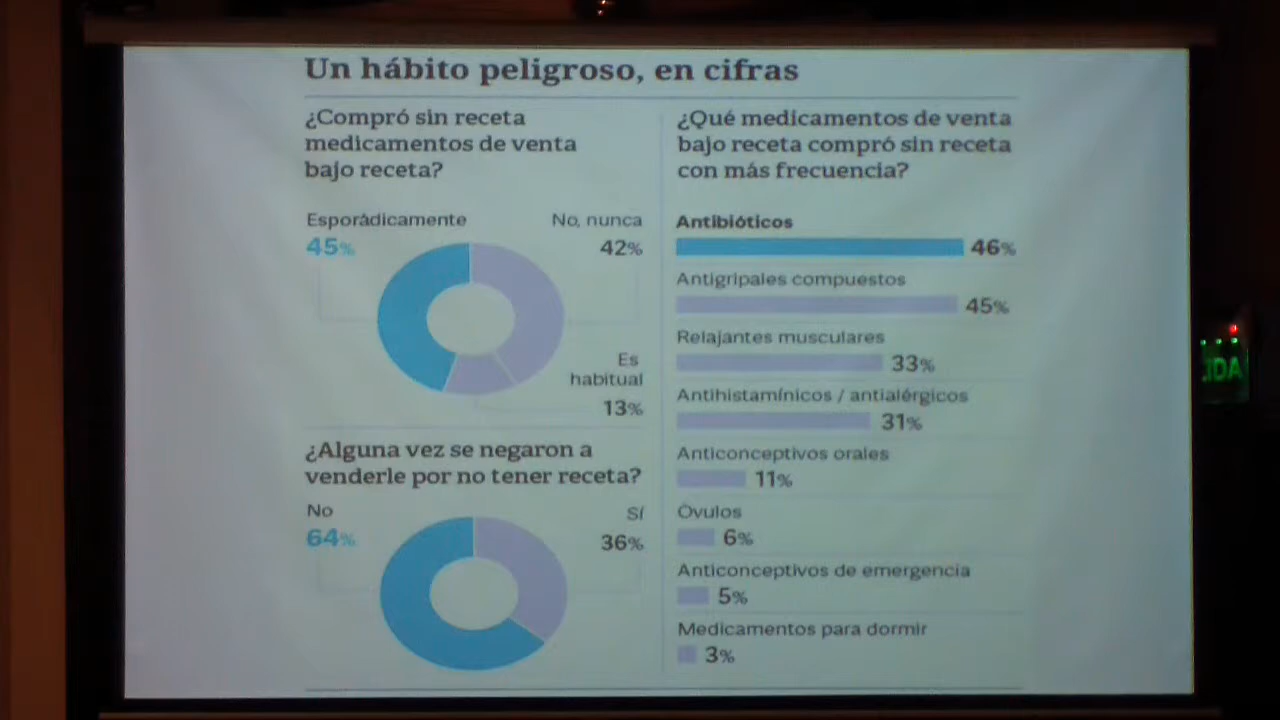 Un hábito peligroso, en cifras
¿Compró sin receta
medicamentos de venta
bajo receta?
Esporádicamente
45%
No, nunca
42%
Es
habitual
13%
¿Alguna vez se negaron a
venderle por no tener receta?
No
64%
Sí
36%
¿Qué medicamentos de venta
bajo receta compró sin receta
con más frecuencia?
Antibióticos
46%
Antigripales compuestos
45%
Relajantes musculares
33%
Antihistamínicos / antialérgicos
31%
Anticonceptivos orales
11%
Óvulos
6%
Anticonceptivos de emergencia
5%
Medicamentos para dormir
3%